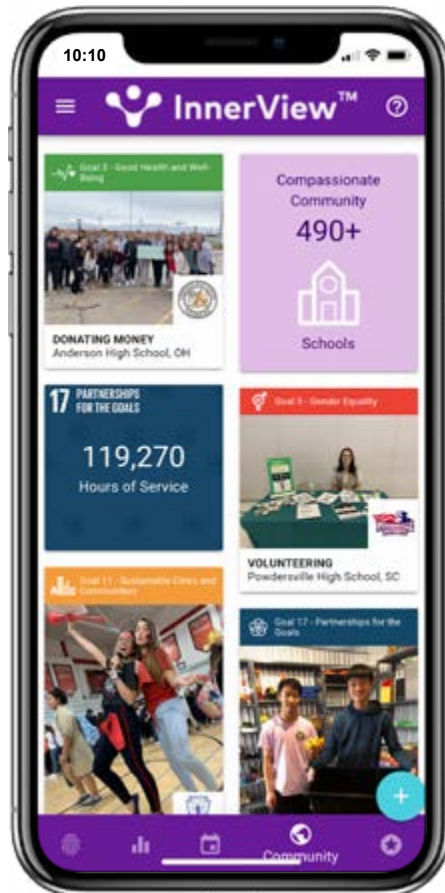 10:10
InnerView™
Goal 3 - Good Health and Well-
Being
DONATING MONEY
Anderson High School, OH
Compassionate
Community
490+
Schools
17 PARTNERSHIPS
FOR THE GOALS
119,270
Hours of Service
Goal 5 - Gender Equality
VOLUNTEERING
Powdersville High School, SC
Goal 11 - Sustainable Cities and
Communities
Goal 17 - Partnerships for the
Goals
Community